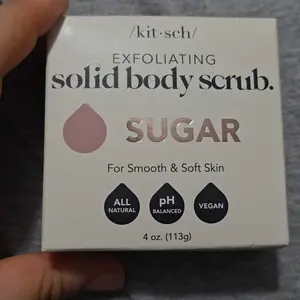 /kit·sch/
EXFOLIATING
solid body scrub.
SUGAR
For Smooth & Soft Skin
ALL
NATURAL
pH
BALANCED
VEGAN
4 oz. (113g)